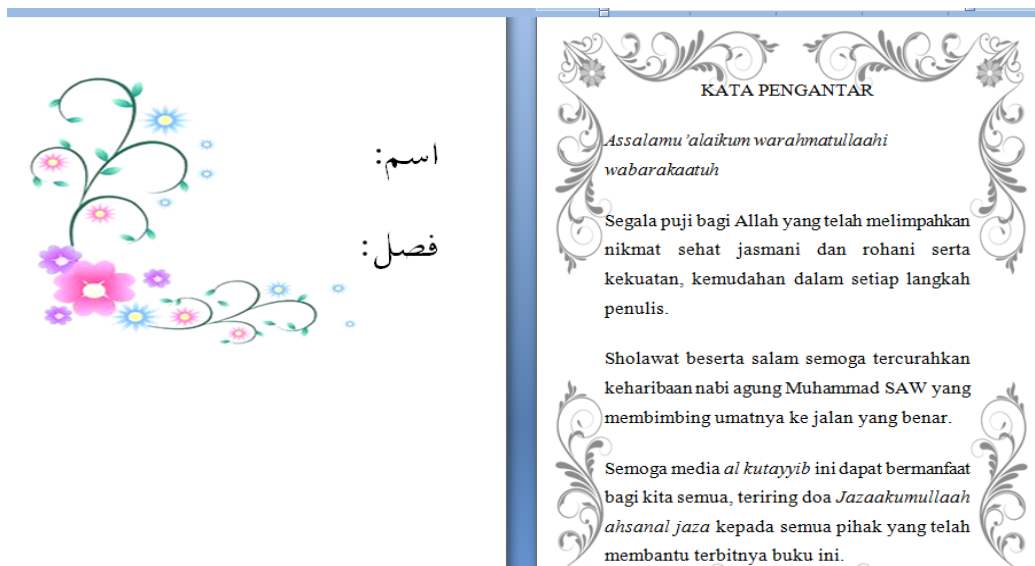 اسم:
فصل:
KATA PENGANTAR
Assalamu’alaikum warahmatullaahi
wabarakaatuh
Segala puji bagi Allah yang telah melimpahkan
nikmat sehat jasmani dan rohani serta
kekuatan, kemudahan dalam setiap langkah
penulis.
Sholawat beserta salam semoga tercurahkan
keharibaan nabi agung Muhammad SAW yang
membimbing umatnya ke jalan yang benar.
Semoga media al kutayyib ini dapat bermanfaat
bagi kita semua, teriring doa Jazaakumullaah
ahsanal jaza kepada semua pihak yang telah
membantu terbitnya buku ini.